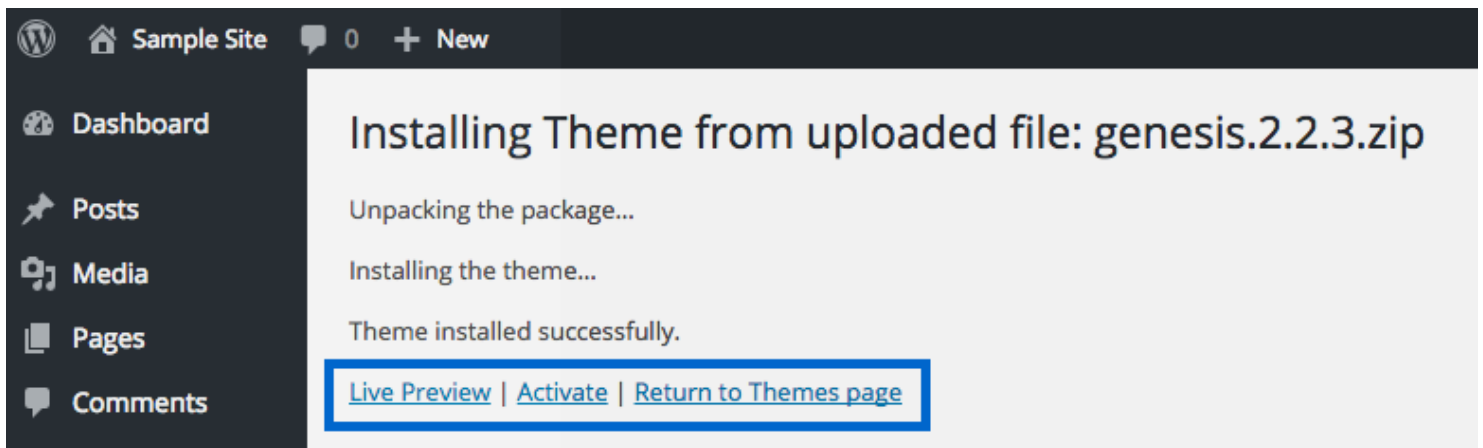 Sample Site 0 + New
Dashboard
Installing Theme from uploaded file: genesis.2.2.3.zip
Posts
Unpacking the package...
Media
Installing the theme...
Pages
Theme installed successfully.
Comments
Live Preview | Activate | Return to Themes page